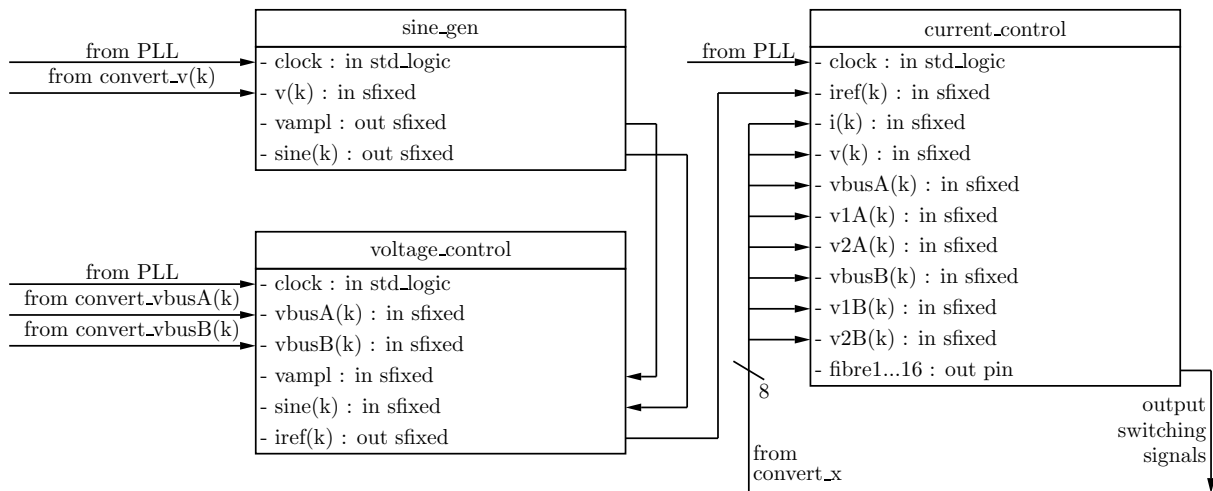 sine_gen
from PLL
- clock : in std_logic
from convert_v(k)
- v(k) : in sfixed
- vampl : out sfixed
- sine(k) : out sfixed
voltage_control
from PLL
- clock : in std_logic
from convert_vbusA(k)
- vbusA(k) : in sfixed
from convert_vbusB(k)
- vbusB(k) : in sfixed
- vampl : in sfixed
- sine(k) : in sfixed
- iref(k) : out sfixed
current_control
from PLL
- clock : in std_logic
- iref(k) : in sfixed
- i(k) : in sfixed
- v(k) : in sfixed
- vbusA(k) : in sfixed
- v1A(k) : in sfixed
- v2A(k) : in sfixed
- vbusB(k) : in sfixed
- v1B(k) : in sfixed
- v2B(k) : in sfixed
- fibre1...16 : out pin
8
from
convert_x
output
switching
signals